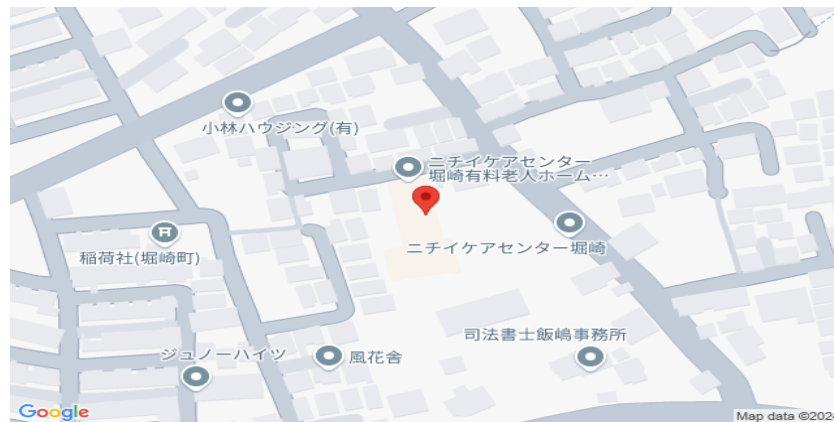 小林ハウジング(有)
ニチイケアセンター
堀崎有料老人ホーム…
稲荷社(堀崎町)
ニチイケアセンター堀崎
司法書士飯嶋事務所
ジュノーハイツ
風花舎
Google
Map data ©2024